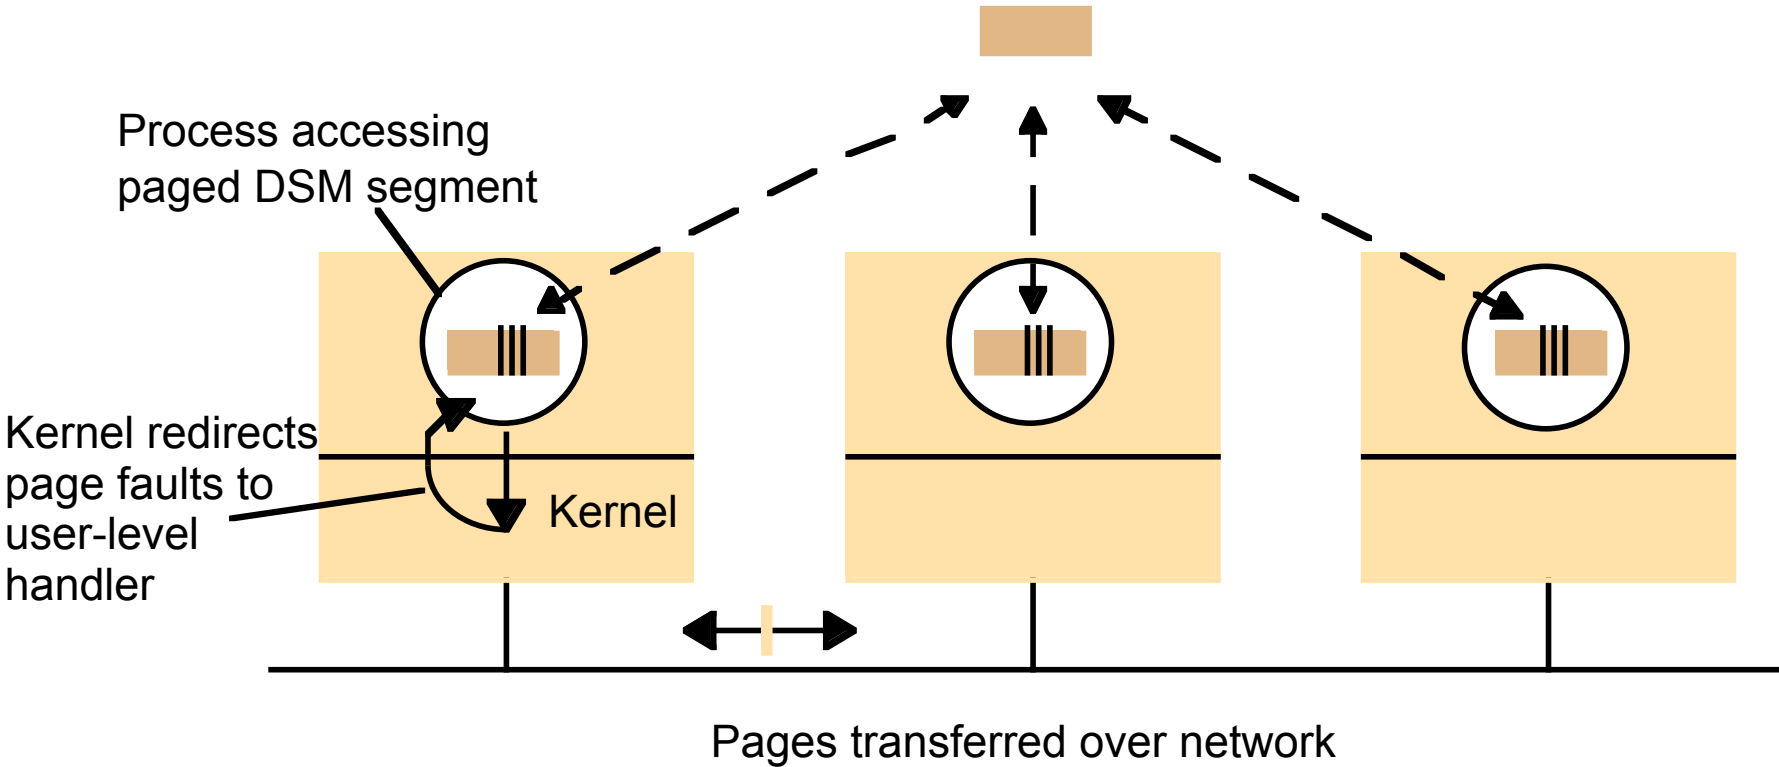 Process accessing
paged DSM segment
Kernel redirects
page faults to
user-level
handler
Kernel
Pages transferred over network